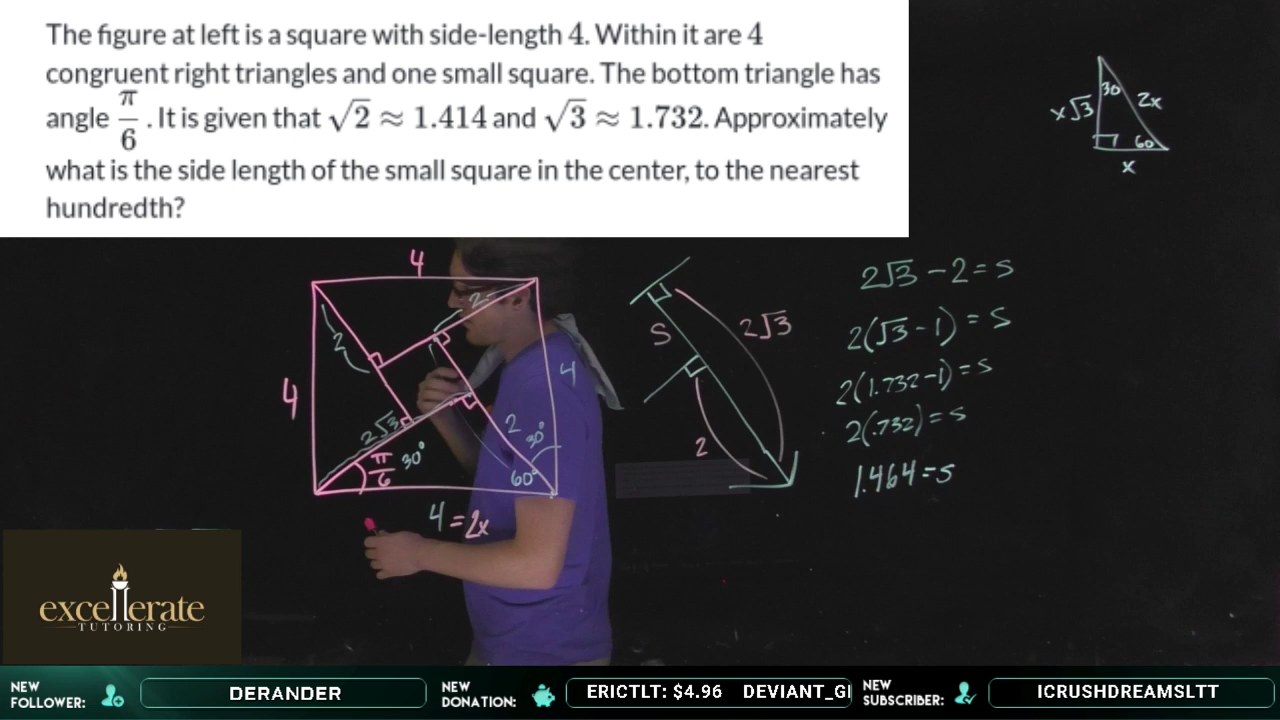 The figure at left is a square with side-length 4. Within it are 4
congruent right triangles and one small square. The bottom triangle has
angle π/6 . It is given that √2 ≈ 1.414 and √3 ≈ 1.732. Approximately
what is the side length of the small square in the center, to the nearest
hundredth?
30
x√3
2x
60
x
4
2
2
4
4
2√3
π/6 30°
2
30°
60°
4=2x
S
2√3
2
2√3 - 2 = s
2(√3 - 1) = s
2(1.732-1) = s
2(.732) = s
1.464 = s
excellerate
TUTORING
NEW FOLLOWER:
DERANDER
NEW DONATION:
ERICTLT: $4.96 DEVIANT_G
NEW SUBSCRIBER:
ICRUSHDREAMSLTT